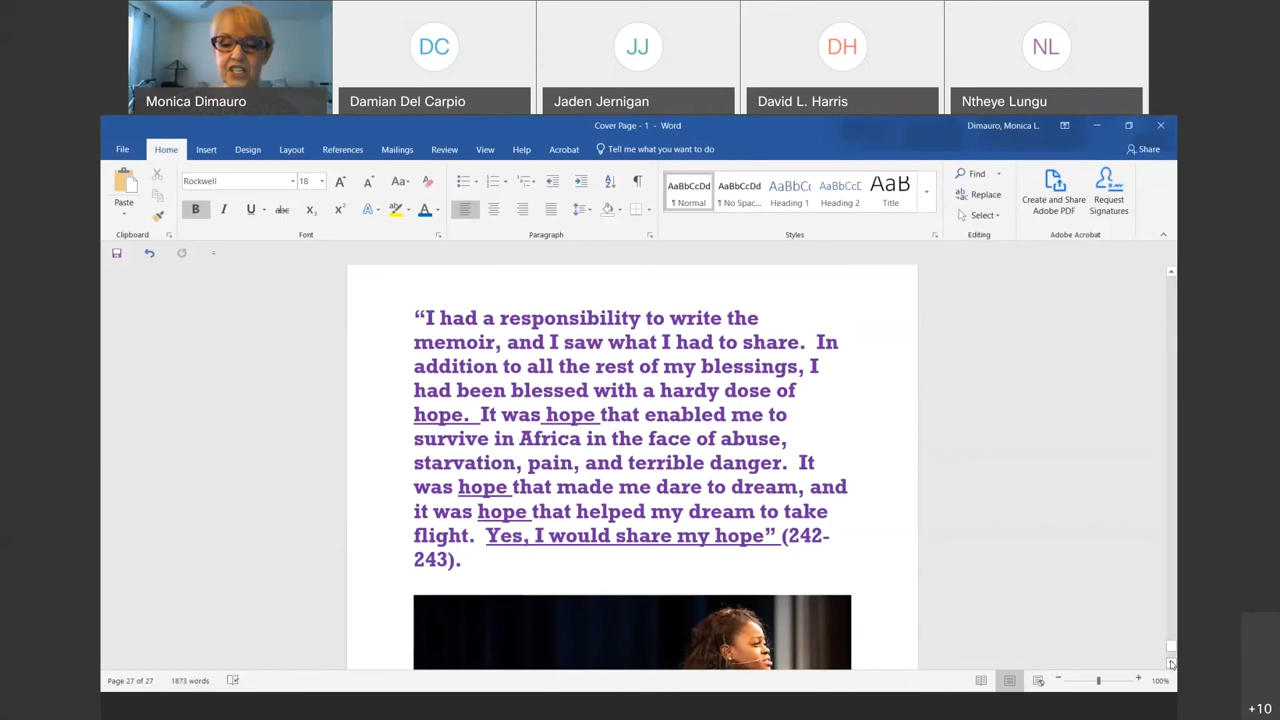 DC
JJ
DH
NL
Monica Dimauro
Damian Del Carpio
Jaden Jernigan
David L. Harris
Ntheye Lungu
Cover Page - 1 - Word
Dimauro, Monica L.
File Home Insert Design Layout References Mailings Review View Help Acrobat Tell me what you want to do Share
Rockwell 18
Aa
B I U abc X₂ X² A A
Paste
Clipboard Font Paragraph Styles Editing Adobe Acrobat
AaBbCcDd AaBbCcDd AaBbCc AaBbCcD AaB
¶ Normal ¶ No Spac... Heading 1 Heading 2 Title
Find
Replace
Select
Create and Share
Adobe PDF
Request
Signatures
“I had a responsibility to write the
memoir, and I saw what I had to share. In
addition to all the rest of my blessings, I
had been blessed with a hardy dose of
hope. It was hope that enabled me to
survive in Africa in the face of abuse,
starvation, pain, and terrible danger. It
was hope that made me dare to dream, and
it was hope that helped my dream to take
flight. Yes, I would share my hope” (242-
243).
Page 27 of 27 1873 words
100%
+10